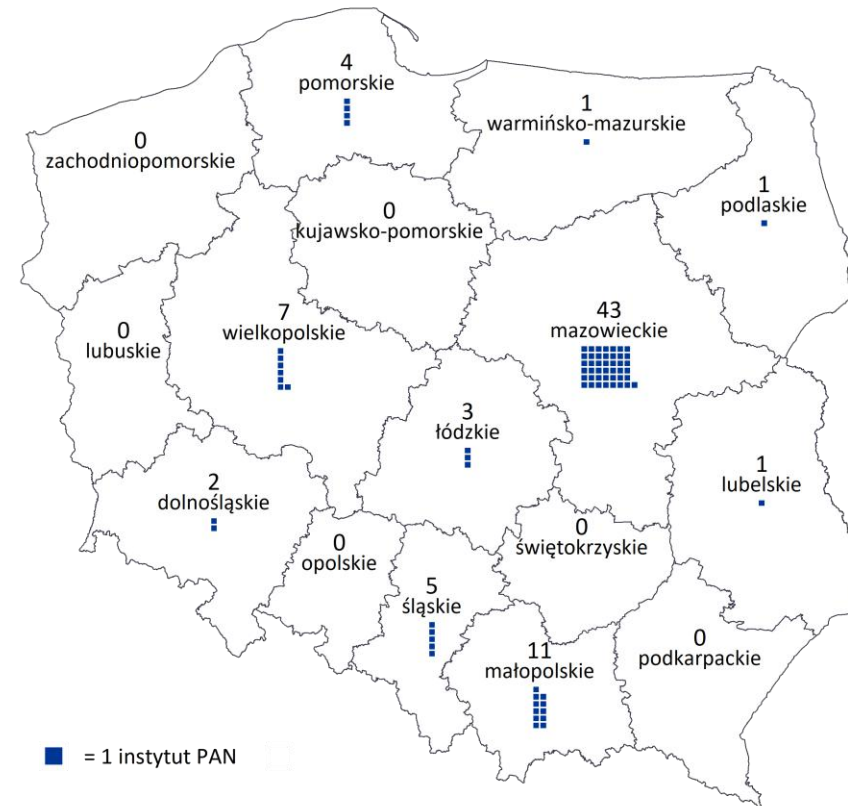 4
pomorskie
1
warmińsko-mazurskie
0
zachodniopomorskie
1
podlaskie
0
kujawsko-pomorskie
7
wielkopolskie
43
mazowieckie
0
lubuskie
3
łódzkie
1
lubelskie
2
dolnośląskie
0
opolskie
0
świętokrzyskie
5
śląskie
11
małopolskie
0
podkarpackie
= 1 instytut PAN